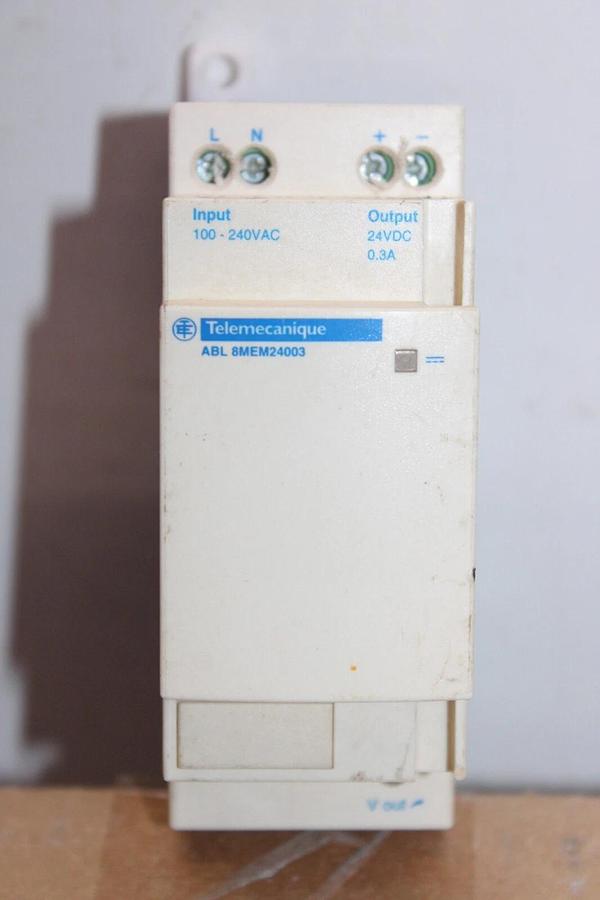 L N + −
Input Output
100 - 240VAC 24VDC
0.3A
Telemecanique
ABL 8MEM24003
V out